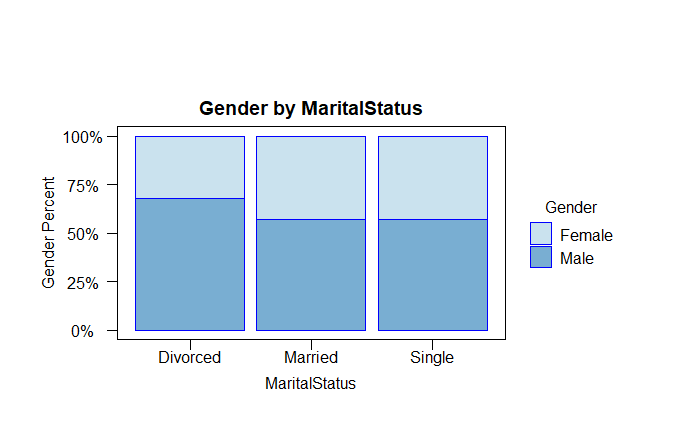 Gender by MaritalStatus
100%
75%
50%
25%
0%
Gender Percent
Divorced Married Single
MaritalStatus
Gender
Female
Male